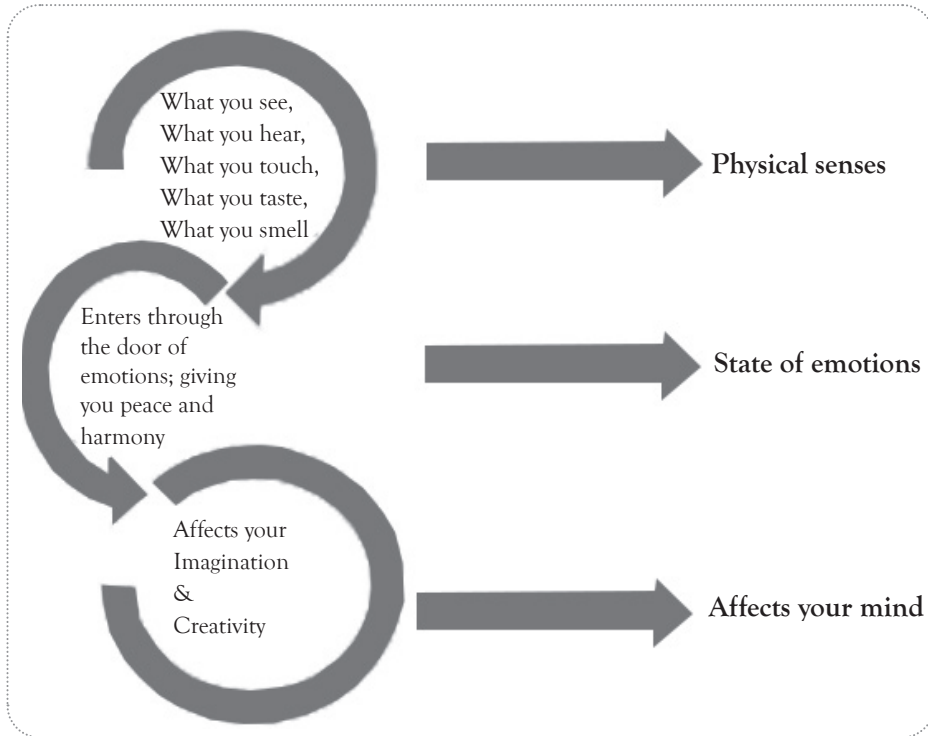 What you see,
What you hear,
What you touch,
What you taste,
What you smell
Physical senses
Enters through
the door of
emotions; giving
you peace and
harmony
State of emotions
Affects your
Imagination
&
Creativity
Affects your mind